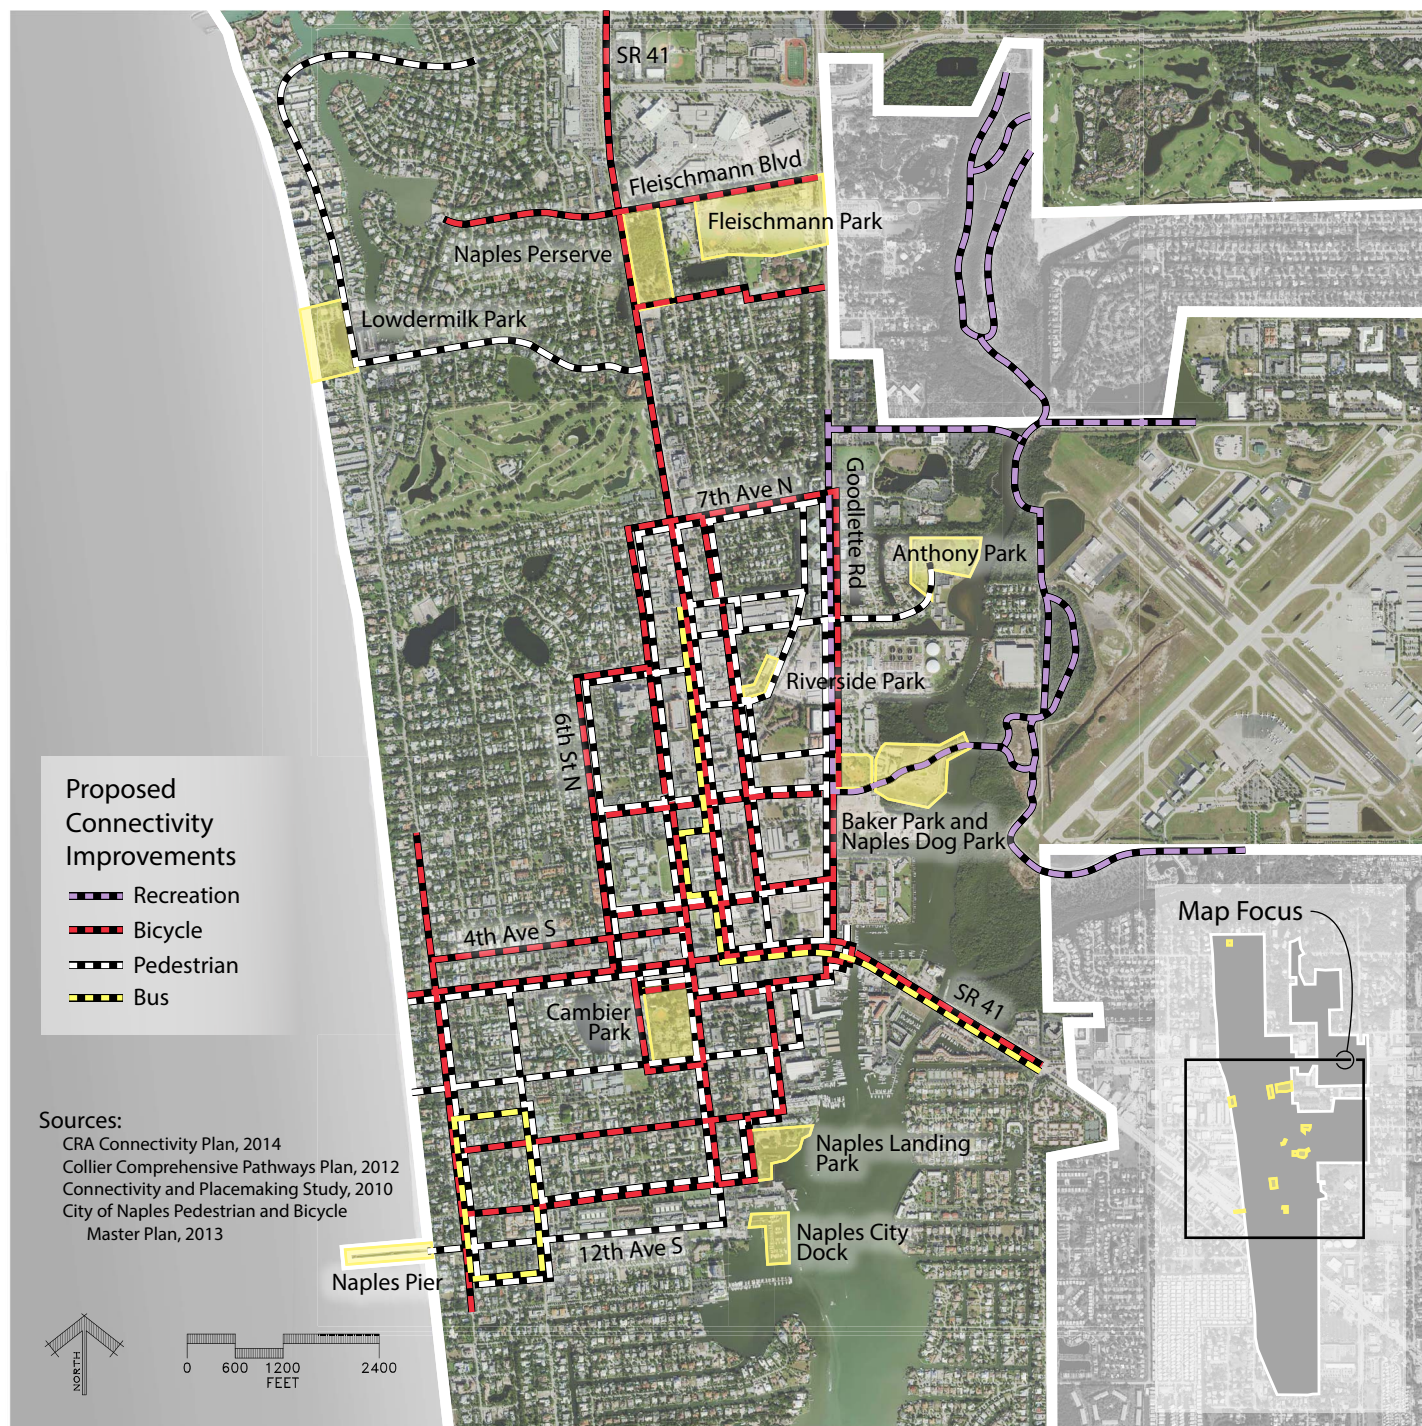 SR 41
Fleischmann Blvd
Fleischmann Park
Naples Perserve
Lowdermilk Park
7th Ave N
Goodlette Rd
Anthony Park
Riverside Park
6th St N
Baker Park and
Naples Dog Park
Proposed
Connectivity
Improvements
Recreation
Bicycle
Pedestrian
Bus
4th Ave S
Map Focus
SR 41
Cambier
Park
Sources:
CRA Connectivity Plan, 2014
Collier Comprehensive Pathways Plan, 2012
Connectivity and Placemaking Study, 2010
City of Naples Pedestrian and Bicycle
Master Plan, 2013
Naples Landing
Park
Naples City
Dock
12th Ave S
Naples Pier
NORTH
0 600 1200 2400
FEET